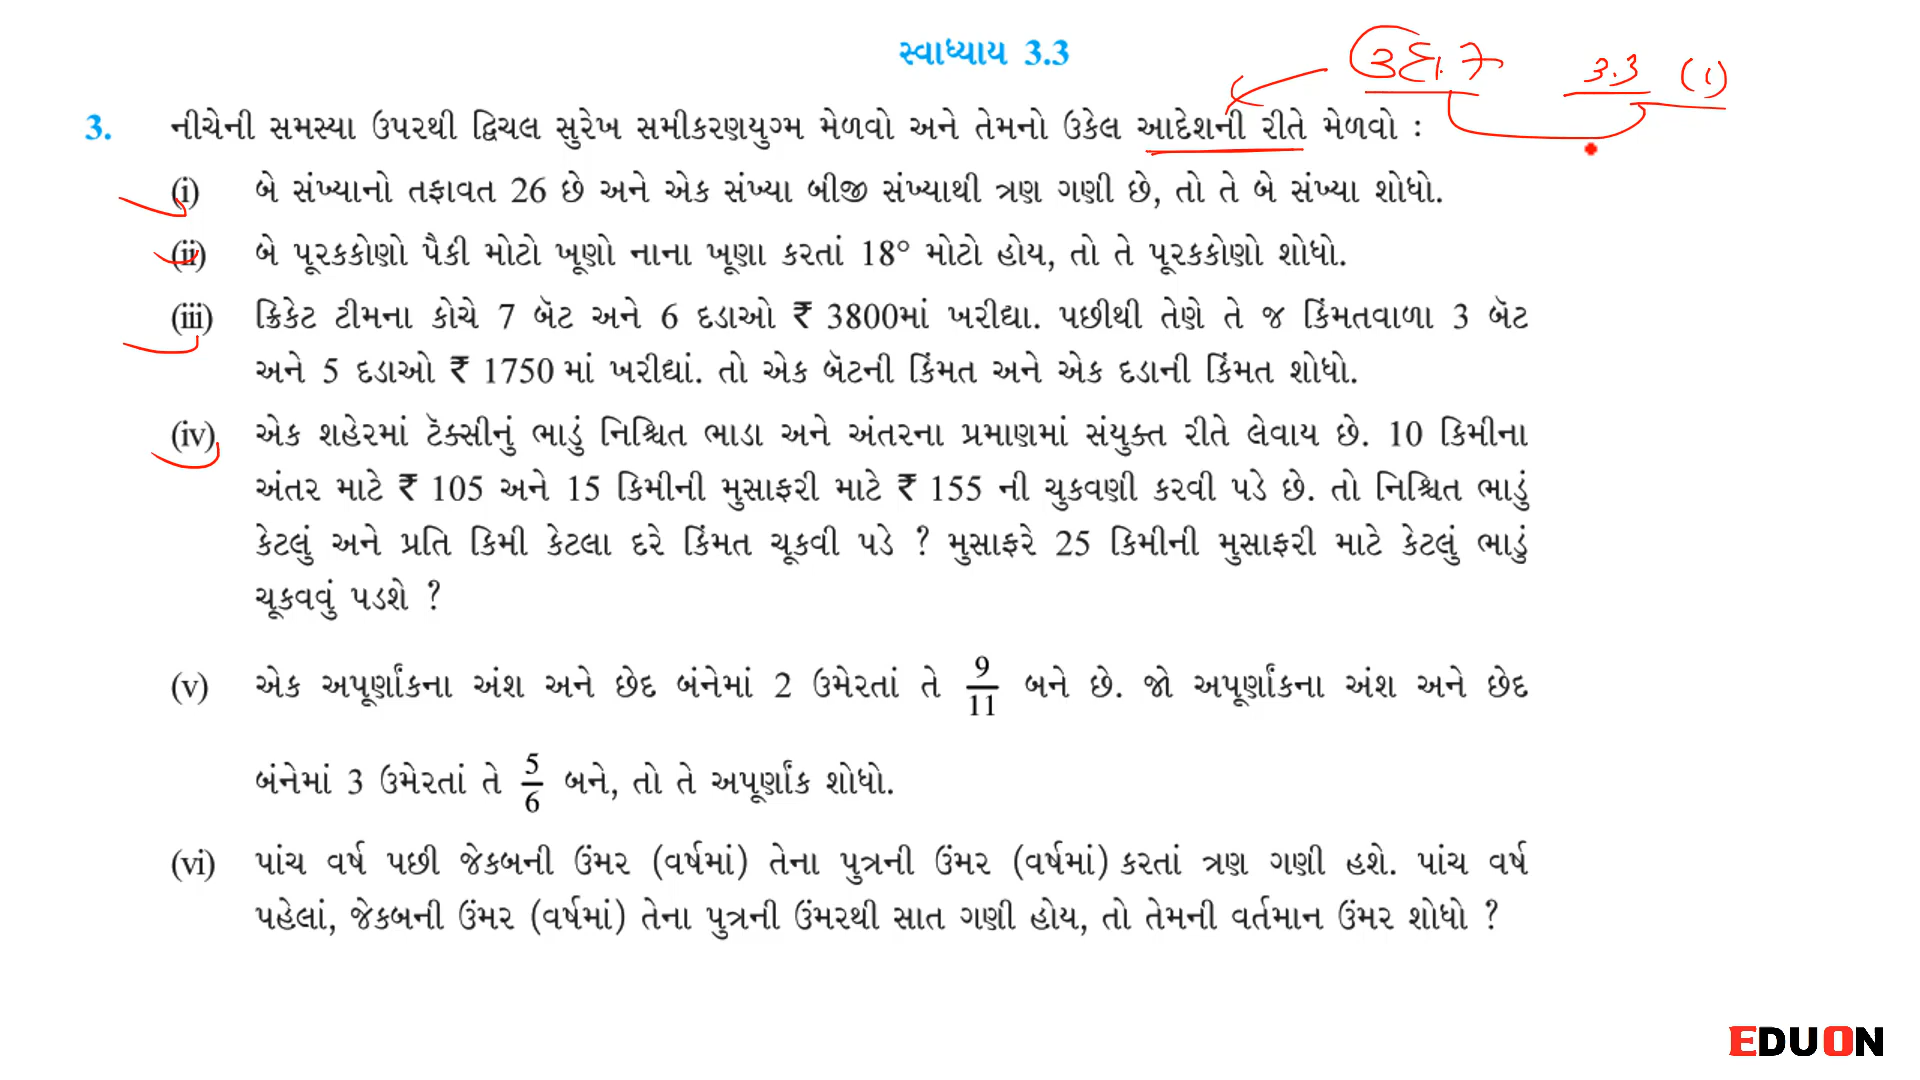 સ્વાધ્યાય 3.3
ઉદા. 7 3.3 (1)
3. નીચેની સમસ્યા ઉપરથી દ્વિચલ સુરેખ સમીકરણયુગ્મ મેળવો અને તેમનો ઉકેલ આદેશની રીતે મેળવો :
(i) બે સંખ્યાનો તફાવત 26 છે અને એક સંખ્યા બીજી સંખ્યાથી ત્રણ ગણી છે, તો તે બે સંખ્યા શોધો.
(ii) બે પૂરકકોણો પૈકી મોટો ખૂણો નાના ખૂણા કરતાં 18° મોટો હોય, તો તે પૂરકકોણો શોધો.
(iii) ક્રિકેટ ટીમના કોચે 7 બૅટ અને 6 દડાઓ ₹ 3800માં ખરીદ્યા. પછીથી તેણે તે જ કિંમતવાળા 3 બૅટ
અને 5 દડાઓ ₹ 1750 માં ખરીદ્યાં. તો એક બૅટની કિંમત અને એક દડાની કિંમત શોધો.
(iv) એક શહેરમાં ટૅક્સીનું ભાડું નિશ્ચિત ભાડા અને અંતરના પ્રમાણમાં સંયુક્ત રીતે લેવાય છે. 10 કિમીના
અંતર માટે ₹ 105 અને 15 કિમીની મુસાફરી માટે ₹ 155 ની ચુકવણી કરવી પડે છે. તો નિશ્ચિત ભાડું
કેટલું અને પ્રતિ કિમી કેટલા દરે કિંમત ચૂકવી પડે ? મુસાફરે 25 કિમીની મુસાફરી માટે કેટલું ભાડું
ચૂકવવું પડશે ?
(v) એક અપૂર્ણાંકના અંશ અને છેદ બંનેમાં 2 ઉમેરતાં તે 9/11 બને છે. જો અપૂર્ણાંકના અંશ અને છેદ
બંનેમાં 3 ઉમેરતાં તે 5/6 બને, તો તે અપૂર્ણાંક શોધો.
(vi) પાંચ વર્ષ પછી જેકબની ઉંમર (વર્ષમાં) તેના પુત્રની ઉંમર (વર્ષમાં) કરતાં ત્રણ ગણી હશે. પાંચ વર્ષ
પહેલાં, જેકબની ઉંમર (વર્ષમાં) તેના પુત્રની ઉંમરથી સાત ગણી હોય, તો તેમની વર્તમાન ઉંમર શોધો ?
EDUON